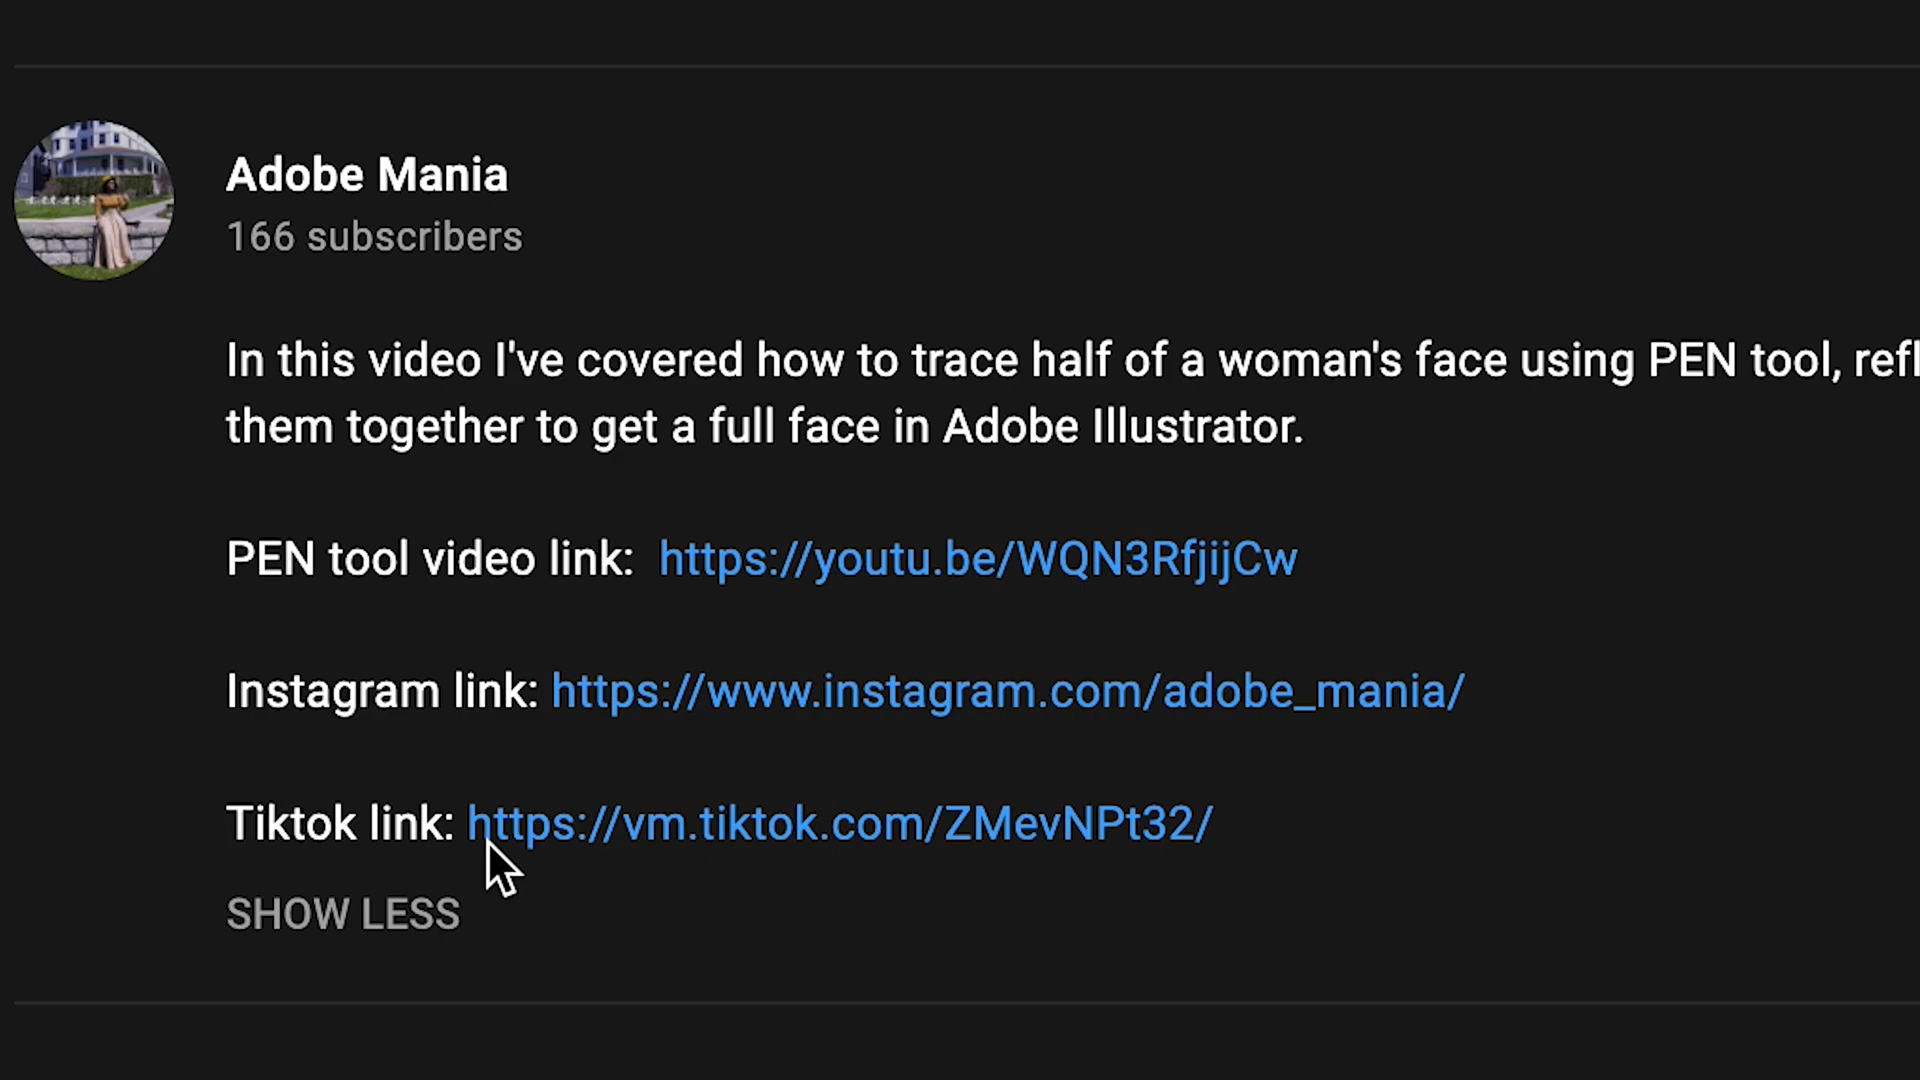 Adobe Mania
166 subscribers
In this video I've covered how to trace half of a woman's face using PEN tool,
them together to get a full face in Adobe Illustrator.
PEN tool video link: https://youtu.be/WQN3RfjijCw
Instagram link: https://www.instagram.com/adobe_mania/
Tiktok link: https://vm.tiktok.com/ZMevNPt32/
SHOW LESS